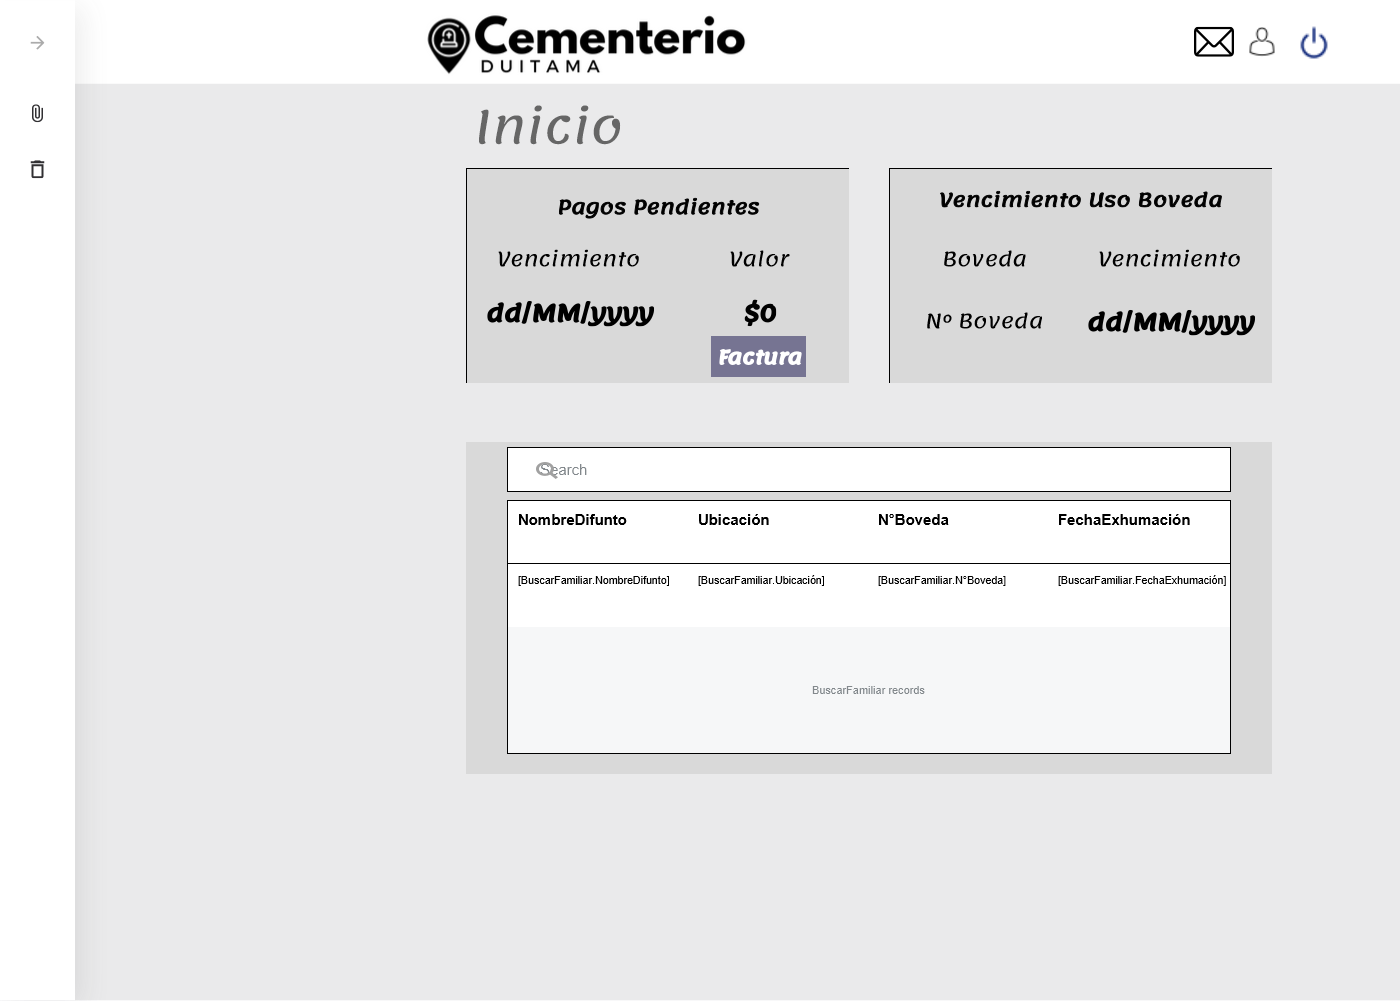 Cementerio
DUITAMA
Inicio
Pagos Pendientes
Vencimiento Valor
dd/MM/yyyy $0
Factura
Vencimiento Uso Boveda
Boveda Vencimiento
Nº Boveda dd/MM/yyyy
Search
NombreDifunto Ubicación N°Boveda FechaExhumación
[BuscarFamiliar.NombreDifunto] [BuscarFamiliar.Ubicación] [BuscarFamiliar.N°Boveda] [BuscarFamiliar.FechaExhumación]
BuscarFamiliar records